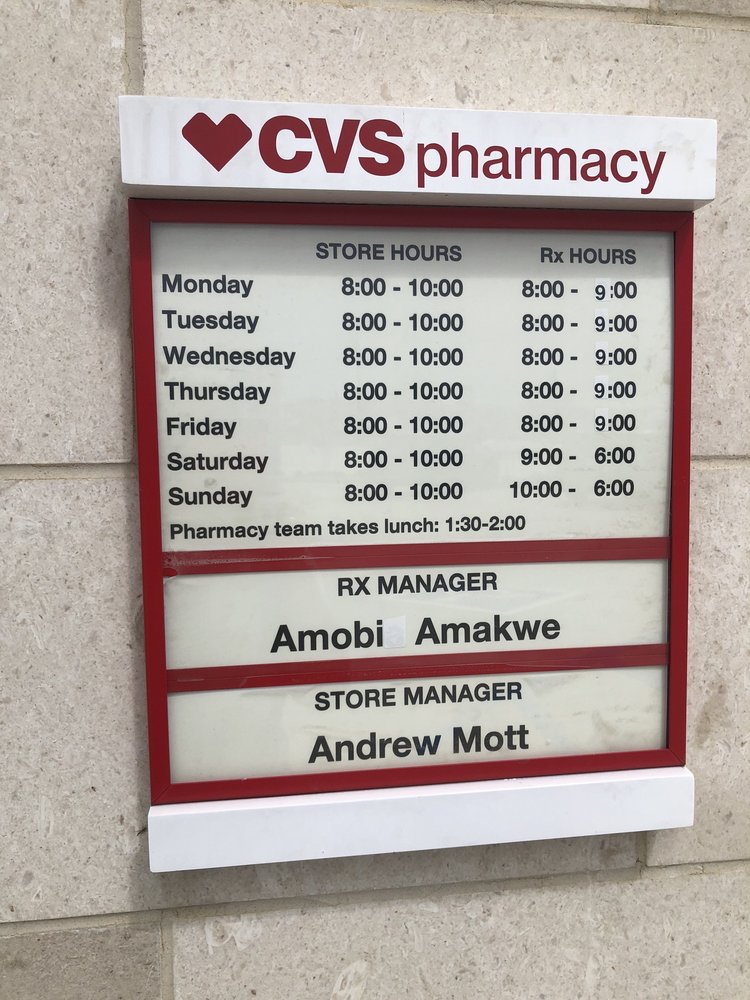 CVS pharmacy
STORE HOURS Rx HOURS
Monday 8:00 - 10:00 8:00 - 9:00
Tuesday 8:00 - 10:00 8:00 - 9:00
Wednesday 8:00 - 10:00 8:00 - 9:00
Thursday 8:00 - 10:00 8:00 - 9:00
Friday 8:00 - 10:00 8:00 - 9:00
Saturday 8:00 - 10:00 9:00 - 6:00
Sunday 8:00 - 10:00 10:00 - 6:00
Pharmacy team takes lunch: 1:30-2:00
RX MANAGER
Amobi Amakwe
STORE MANAGER
Andrew Mott